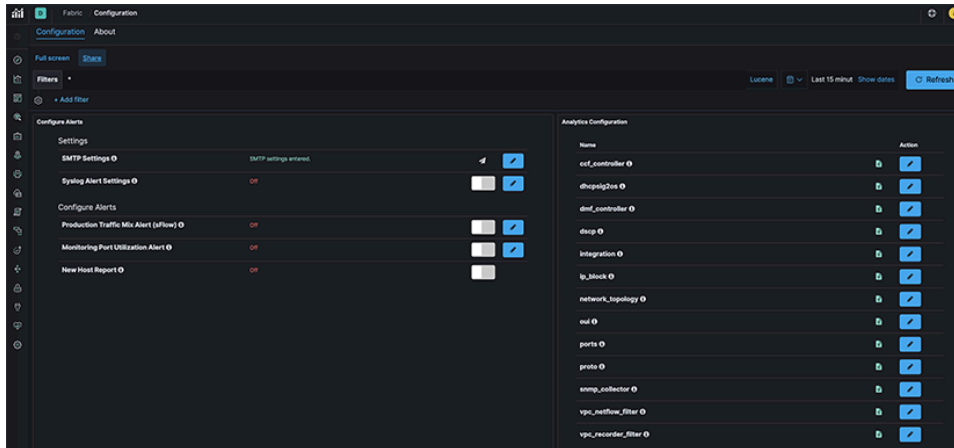 D Fabric Configuration
Configuration About
Full screen Share
Filters *
Lucene Last 15 minut Show dates Refresh
+ Add filter
Configure Alerts
Settings
SMTP Settings SMTP settings entered.
Syslog Alert Settings Off
Configure Alerts
Production Traffic Mix Alert (sFlow) Off
Monitoring Port Utilization Alert Off
New Host Report Off
Analytics Configuration
Name Action
ccf_controller
dhcpsig2os
dmf_controller
dscp
integration
ip_block
network_topology
oui
ports
proto
snmp_collector
vpc_netflow_filter
vpc_recorder_filter